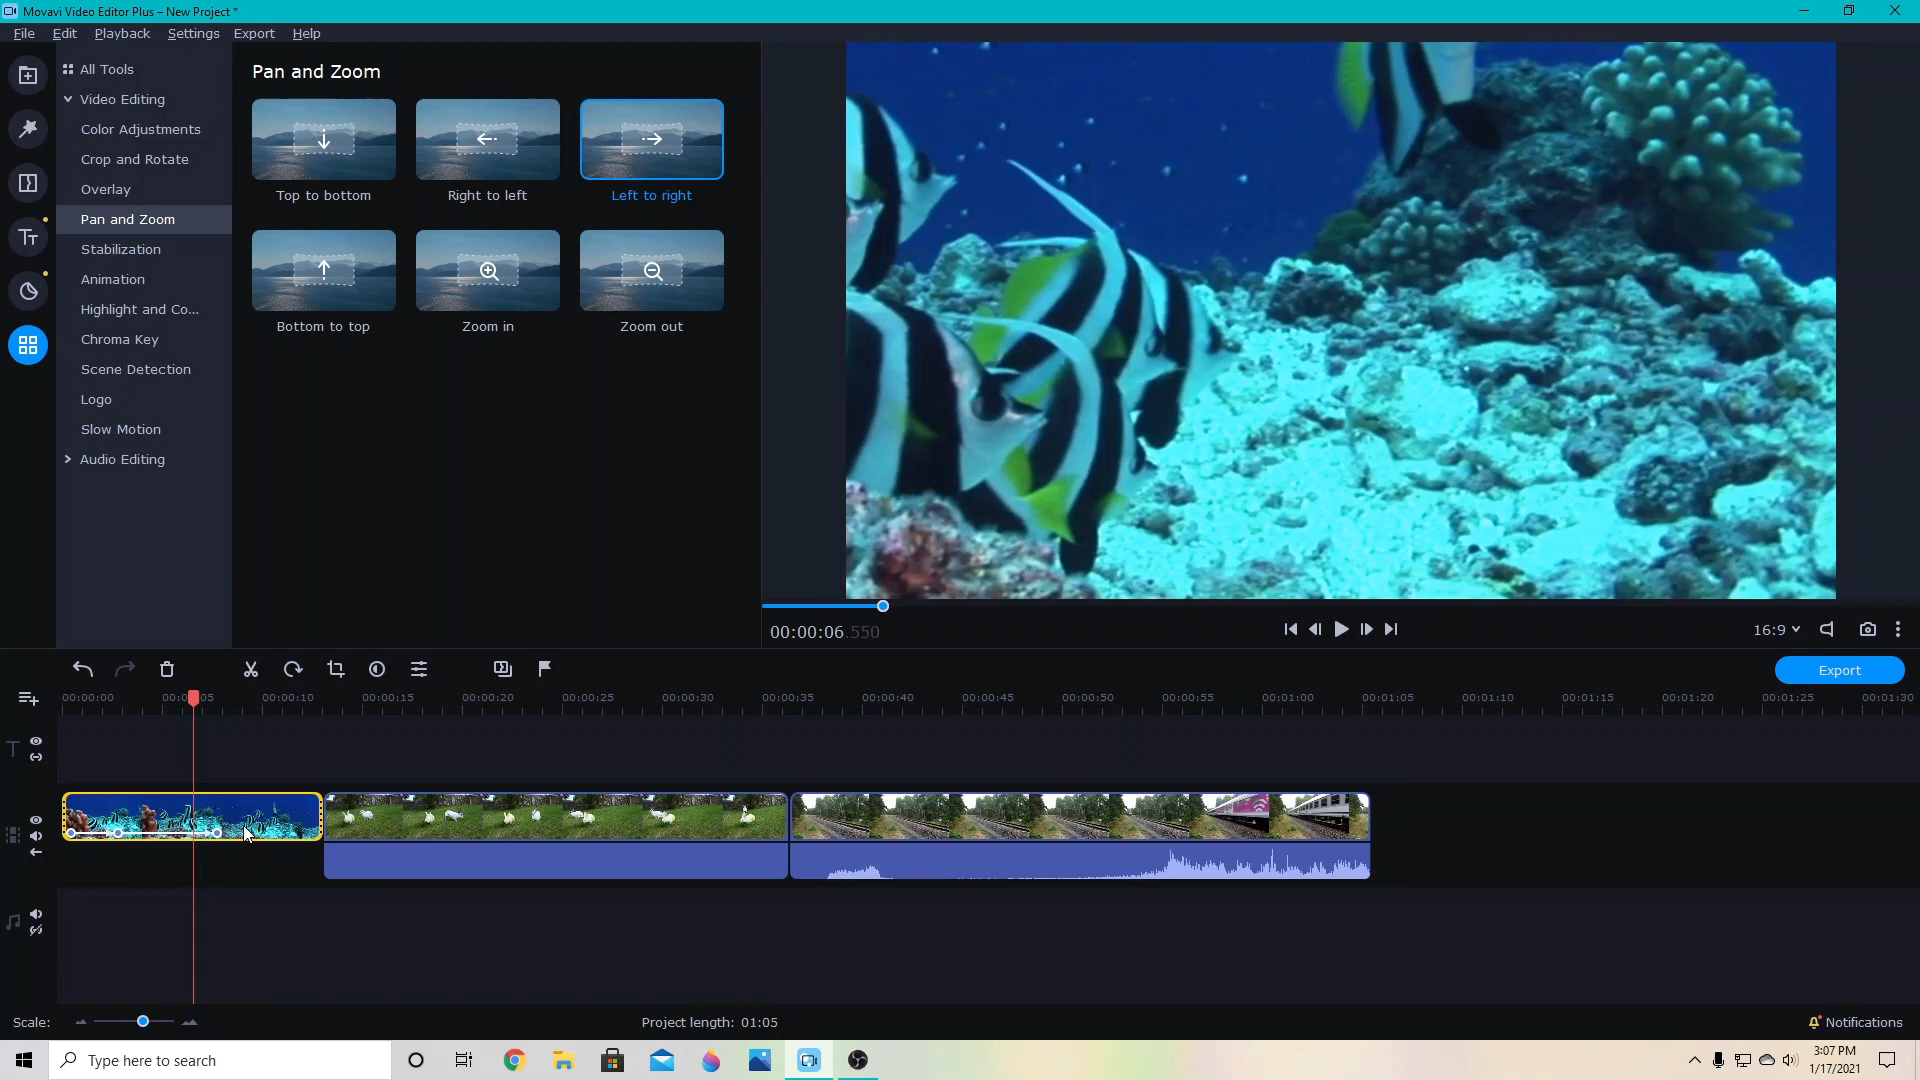 Movavi Video Editor Plus – New Project *
File Edit Playback Settings Export Help
All Tools
Video Editing
Color Adjustments
Crop and Rotate
Overlay
Pan and Zoom
Stabilization
Animation
Highlight and Co...
Chroma Key
Scene Detection
Logo
Slow Motion
Audio Editing
Pan and Zoom
Top to bottom
Right to left
Left to right
Bottom to top
Zoom in
Zoom out
00:00:06.550
16:9
Export
00:00:00 00:00:05 00:00:10 00:00:15 00:00:20 00:00:25 00:00:30 00:00:35 00:00:40 00:00:45 00:00:50 00:00:55 00:01:00 00:01:05 00:01:10 00:01:15 00:01:20 00:01:25 00:01:30
Scale:
Project length: 01:05
Notifications
Type here to search
3:07 PM
1/17/2021